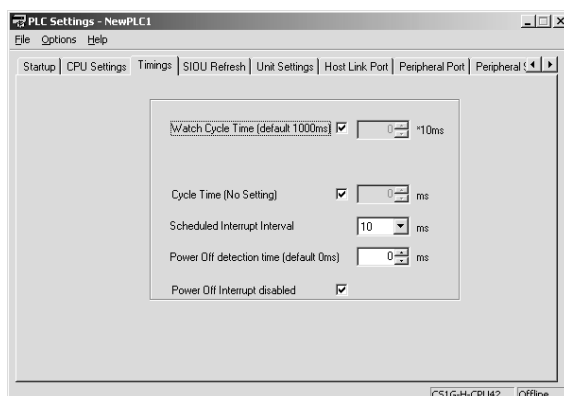 PLC Settings - NewPLC1
File Options Help
Startup CPU Settings Timings SIOU Refresh Unit Settings Host Link Port Peripheral Port Peripheral
Watch Cycle Time (default 1000ms) 0 *10ms
Cycle Time (No Setting) 0 ms
Scheduled Interrupt Interval 10 ms
Power Off detection time (default 0ms) 0 ms
Power Off Interrupt disabled
CS1G-H-CPU42 Offline